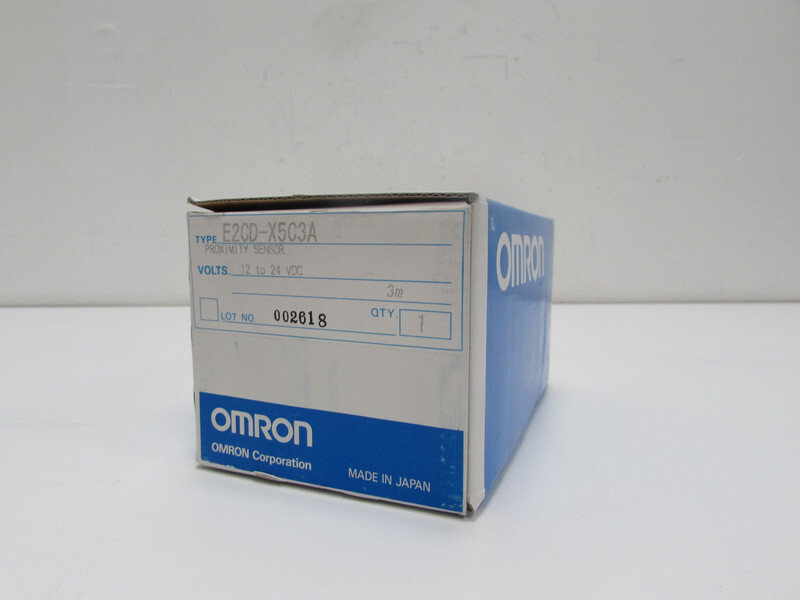 TYPE E2CD-X5C3A
PROXIMITY SENSOR
VOLTS. 12 to 24 VDC
3m
LOT NO. 002618 QTY. 1
OMRON
OMRON Corporation
MADE IN JAPAN
OMRON